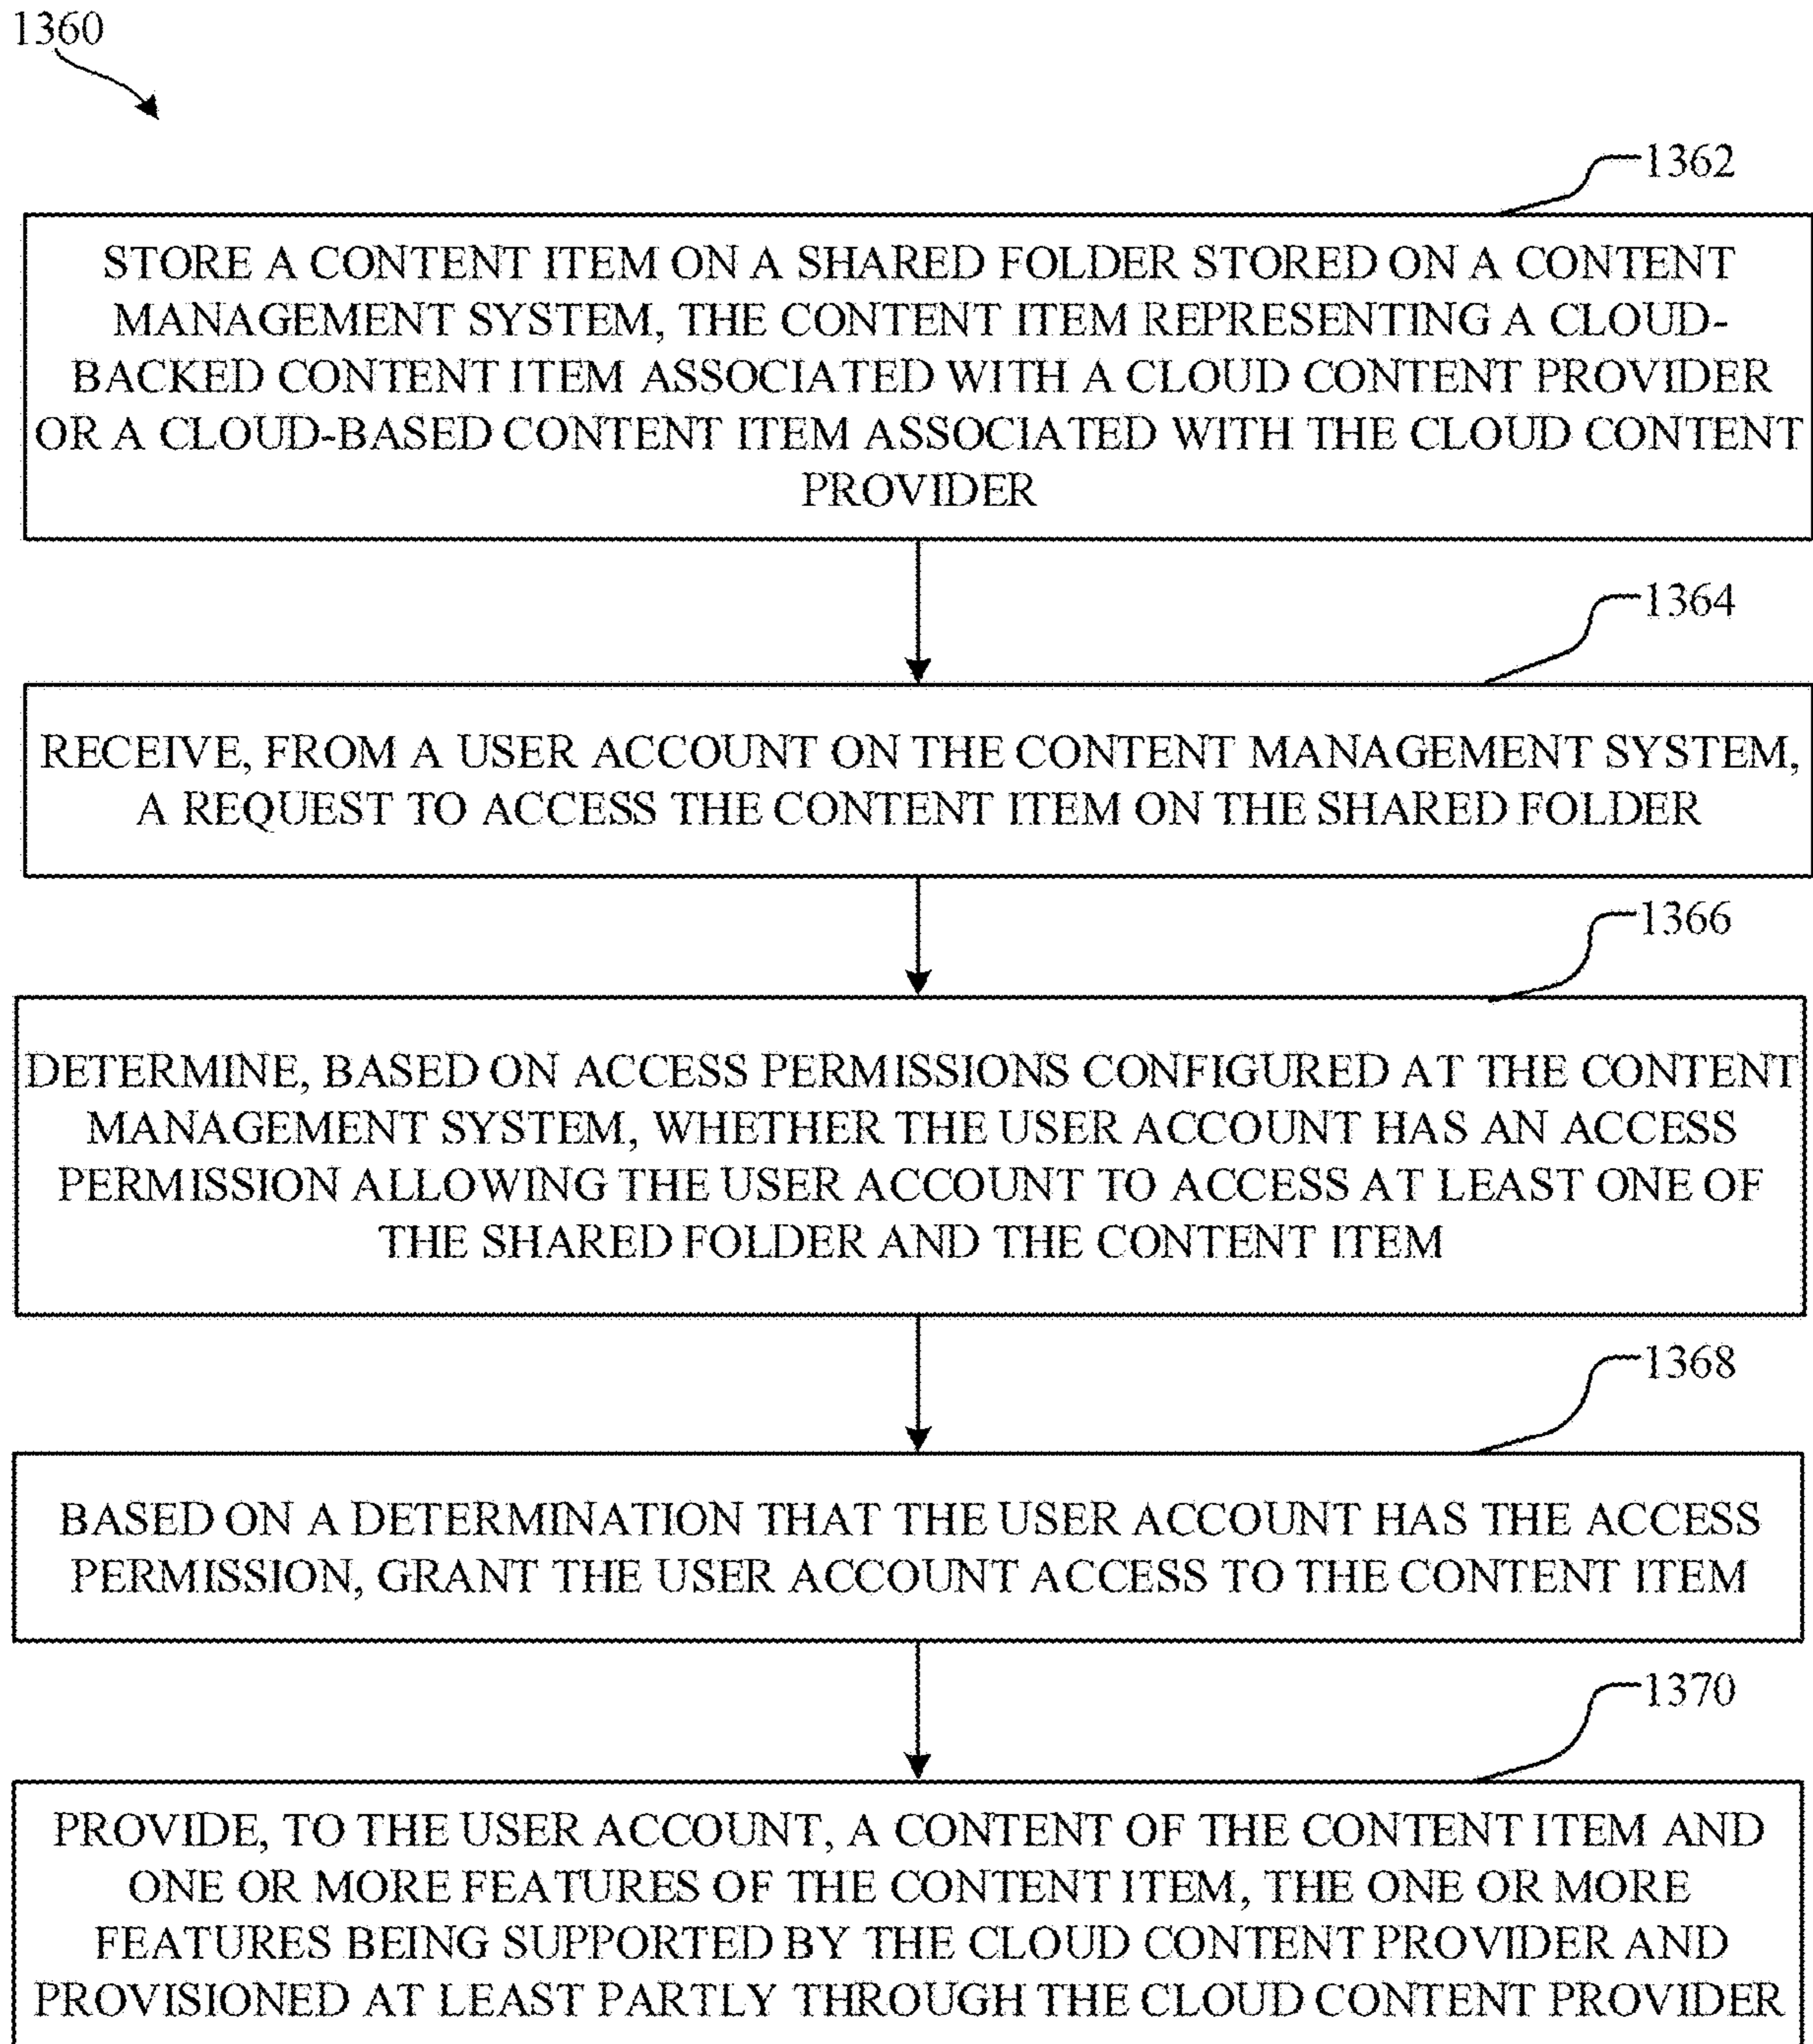 1360
1362
STORE A CONTENT ITEM ON A SHARED FOLDER STORED ON A CONTENT
MANAGEMENT SYSTEM, THE CONTENT ITEM REPRESENTING A CLOUD-
BACKED CONTENT ITEM ASSOCIATED WITH A CLOUD CONTENT PROVIDER
OR A CLOUD-BASED CONTENT ITEM ASSOCIATED WITH THE CLOUD CONTENT
PROVIDER
1364
RECEIVE, FROM A USER ACCOUNT ON THE CONTENT MANAGEMENT SYSTEM,
A REQUEST TO ACCESS THE CONTENT ITEM ON THE SHARED FOLDER
1366
DETERMINE, BASED ON ACCESS PERMISSIONS CONFIGURED AT THE CONTENT
MANAGEMENT SYSTEM, WHETHER THE USER ACCOUNT HAS AN ACCESS
PERMISSION ALLOWING THE USER ACCOUNT TO ACCESS AT LEAST ONE OF
THE SHARED FOLDER AND THE CONTENT ITEM
1368
BASED ON A DETERMINATION THAT THE USER ACCOUNT HAS THE ACCESS
PERMISSION, GRANT THE USER ACCOUNT ACCESS TO THE CONTENT ITEM
1370
PROVIDE, TO THE USER ACCOUNT, A CONTENT OF THE CONTENT ITEM AND
ONE OR MORE FEATURES OF THE CONTENT ITEM, THE ONE OR MORE
FEATURES BEING SUPPORTED BY THE CLOUD CONTENT PROVIDER AND
PROVISIONED AT LEAST PARTLY THROUGH THE CLOUD CONTENT PROVIDER